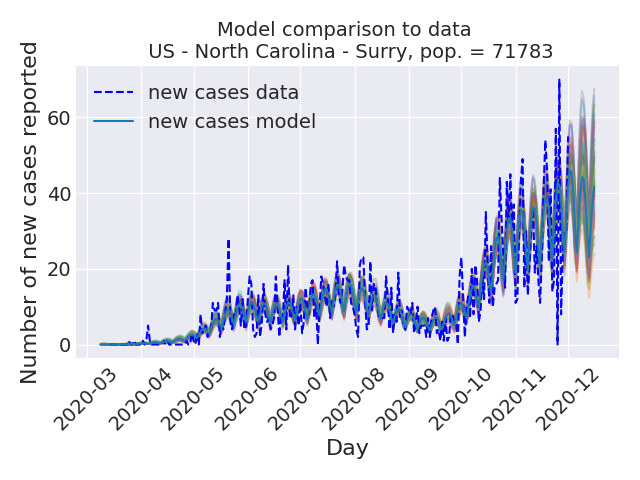 Model comparison to data
US - North Carolina - Surry, pop. = 71783
Number of new cases reported
60
40
20
0
new cases data
new cases model
2020-03
2020-04
2020-05
2020-06
2020-07
2020-08
2020-09
2020-10
2020-11
2020-12
Day